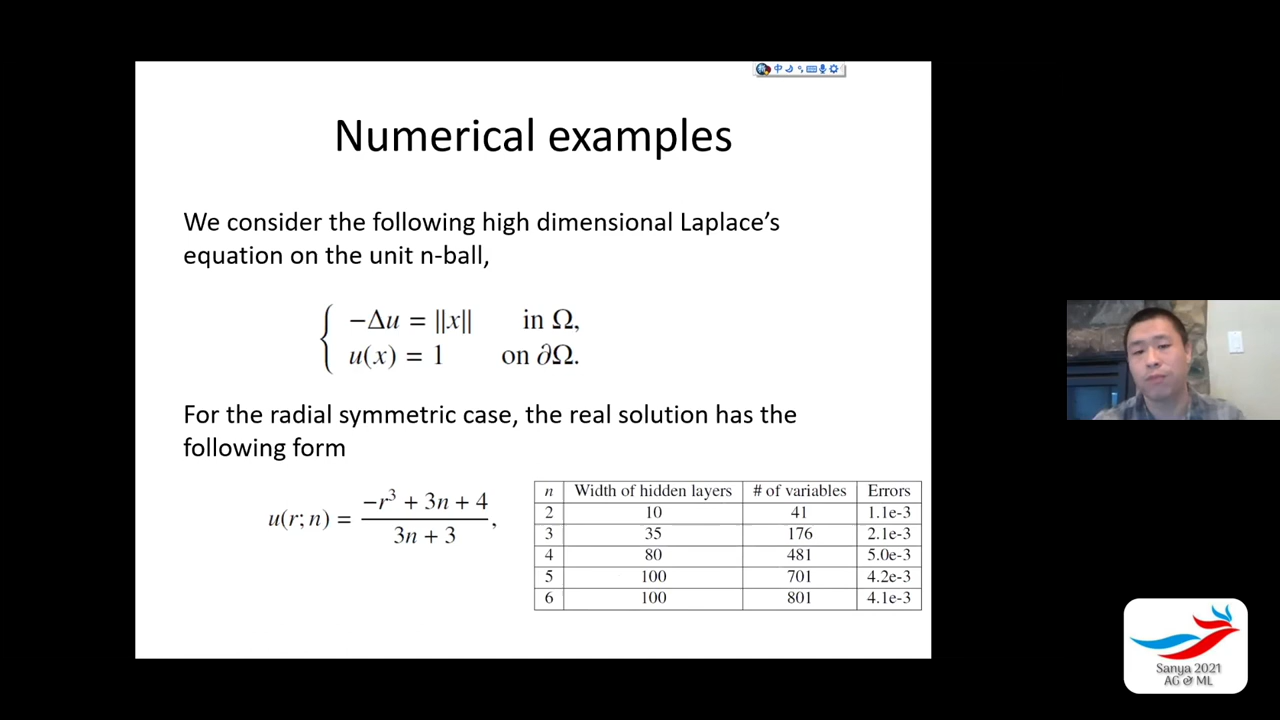 中
Numerical examples
We consider the following high dimensional Laplace's
equation on the unit n-ball,
−Δu = ||x|| in Ω,
u(x) = 1 on ∂Ω.
For the radial symmetric case, the real solution has the
following form
u(r; n) = (−r³ + 3n + 4) / (3n + 3),
n Width of hidden layers # of variables Errors
2 10 41 1.1e-3
3 35 176 2.1e-3
4 80 481 5.0e-3
5 100 701 4.2e-3
6 100 801 4.1e-3
Sanya 2021
AG & ML